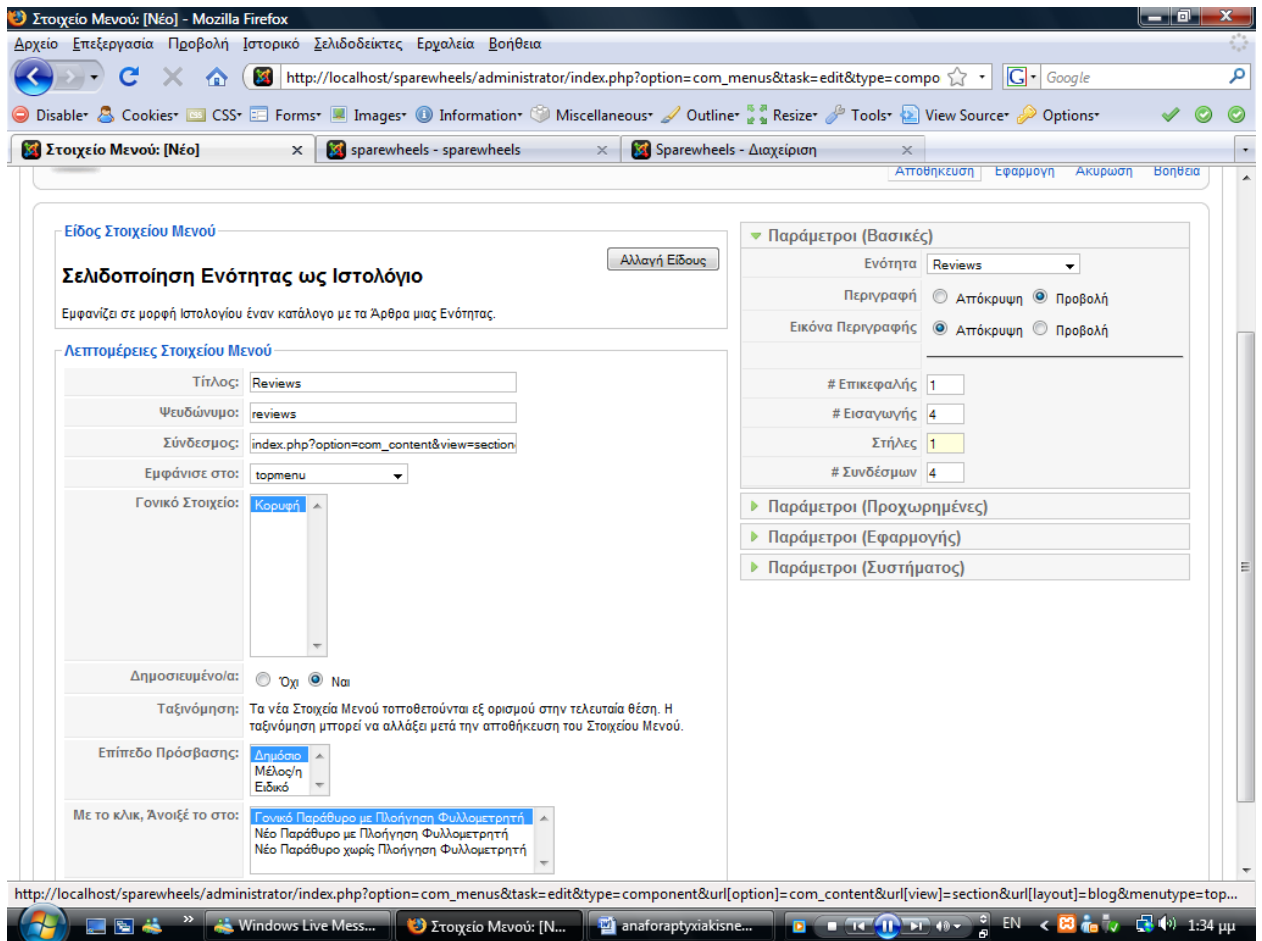 Στοιχείο Μενού: [Νέο] - Mozilla Firefox
Αρχείο Επεξεργασία Προβολή Ιστορικό Σελιδοδείκτες Εργαλεία Βοήθεια
http://localhost/sparewheels/administrator/index.php?option=com_menus&task=edit&type=compo G Google
Disable Cookies CSS Forms Images Information Miscellaneous Outline Resize Tools View Source Options
Στοιχείο Μενού: [Νέο] sparewheels - sparewheels Sparewheels - Διαχείριση
Αποθήκευση Εφαρμογή Ακύρωση Βοήθεια
Είδος Στοιχείου Μενού
Αλλαγή Είδους
Σελιδοποίηση Ενότητας ως Ιστολόγιο
Εμφανίζει σε μορφή Ιστολογίου έναν κατάλογο με τα Άρθρα μιας Ενότητας.
Λεπτομέρειες Στοιχείου Μενού
Τίτλος: Reviews
Ψευδώνυμο: reviews
Σύνδεσμος: index.php?option=com_content&view=section
Εμφάνισε στο: topmenu
Γονικό Στοιχείο: Κορυφή
Δημοσιευμένο/α: Όχι Ναι
Ταξινόμηση: Τα νέα Στοιχεία Μενού τοποθετούνται εξ ορισμού στην τελευταία θέση. Η
ταξινόμηση μπορεί να αλλάξει μετά την αποθήκευση του Στοιχείου Μενού.
Επίπεδο Πρόσβασης: Δημόσιο
Μέλος/η
Ειδικό
Με το κλικ, Άνοιξέ το στο: Γονικό Παράθυρο με Πλοήγηση Φυλλομετρητή
Νέο Παράθυρο με Πλοήγηση Φυλλομετρητή
Νέο Παράθυρο χωρίς Πλοήγηση Φυλλομετρητή
Παράμετροι (Βασικές)
Ενότητα Reviews
Περιγραφή Απόκρυψη Προβολή
Εικόνα Περιγραφής Απόκρυψη Προβολή
# Επικεφαλής 1
# Εισαγωγής 4
Στήλες 1
# Συνδέσμων 4
Παράμετροι (Προχωρημένες)
Παράμετροι (Εφαρμογής)
Παράμετροι (Συστήματος)
http://localhost/sparewheels/administrator/index.php?option=com_menus&task=edit&type=component&url[option]=com_content&url[view]=section&url[layout]=blog&menutype=top...
Windows Live Mess... Στοιχείο Μενού: [Ν... anaforaptyxiakisne... EN 1:34 μμ